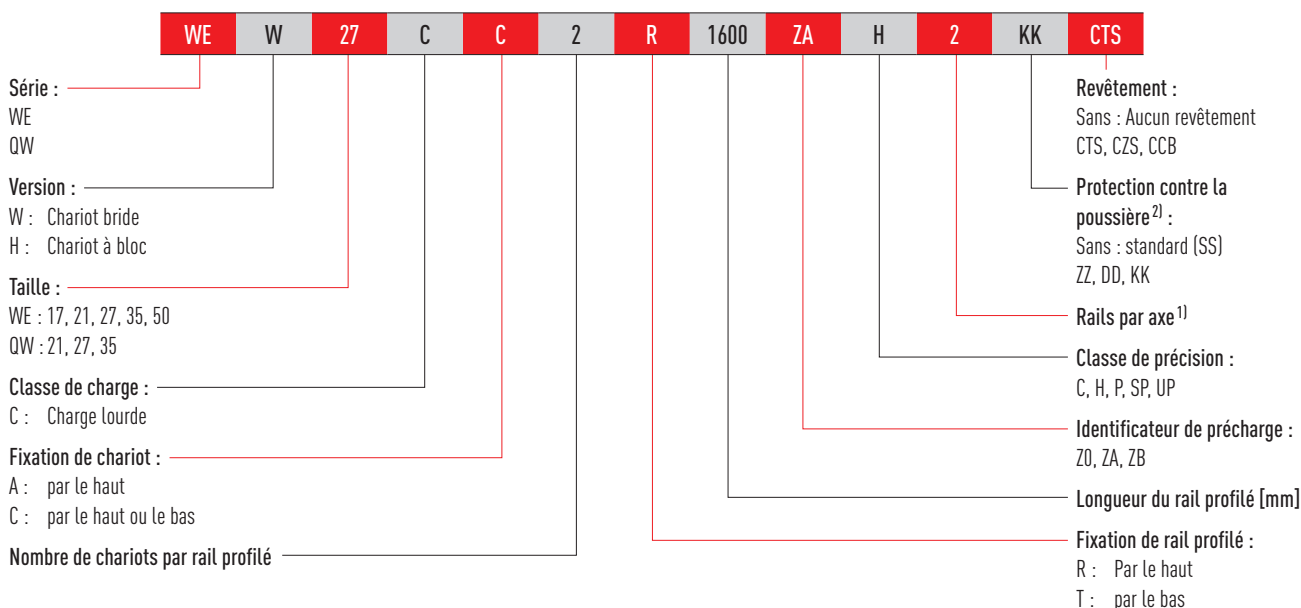 WE W 27 C C 2 R 1600 ZA H 2 KK CTS
Série :
WE
QW
Version :
W : Chariot bride
H : Chariot à bloc
Taille :
WE : 17, 21, 27, 35, 50
QW : 21, 27, 35
Classe de charge :
C : Charge lourde
Fixation de chariot :
A : par le haut
C : par le haut ou le bas
Nombre de chariots par rail profilé
Revêtement :
Sans : Aucun revêtement
CTS, CZS, CCB
Protection contre la
poussière 2) :
Sans : standard (SS)
ZZ, DD, KK
Rails par axe 1)
Classe de précision :
C, H, P, SP, UP
Identificateur de précharge :
Z0, ZA, ZB
Longueur du rail profilé [mm]
Fixation de rail profilé :
R : Par le haut
T : par le bas